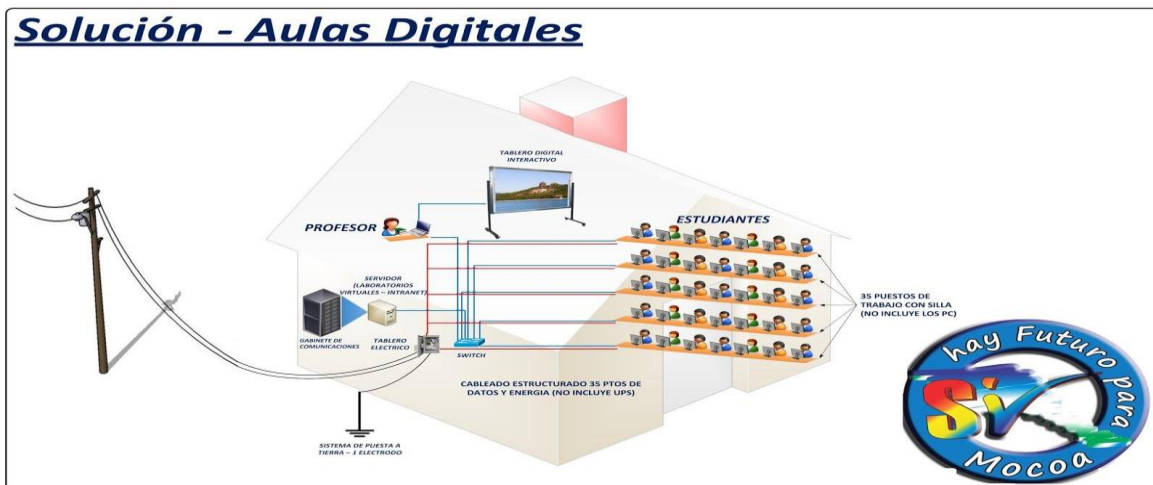 Solución - Aulas Digitales
TABLERO DIGITAL
INTERACTIVO
PROFESOR
ESTUDIANTES
SERVIDOR
(LABORATORIOS
VIRTUALES – INTRANET)
GABINETE DE
COMUNICACIONES
TABLERO
ELECTRICO
SWITCH
35 PUESTOS DE
TRABAJO CON SILLA
(NO INCLUYE LOS PC)
CABLEADO ESTRUCTURADO 35 PTOS DE
DATOS Y ENERGIA (NO INCLUYE UPS)
SISTEMA DE PUESTA A
TIERRA – 1 ELECTRODO
Si
hay Futuro para
Mocoa